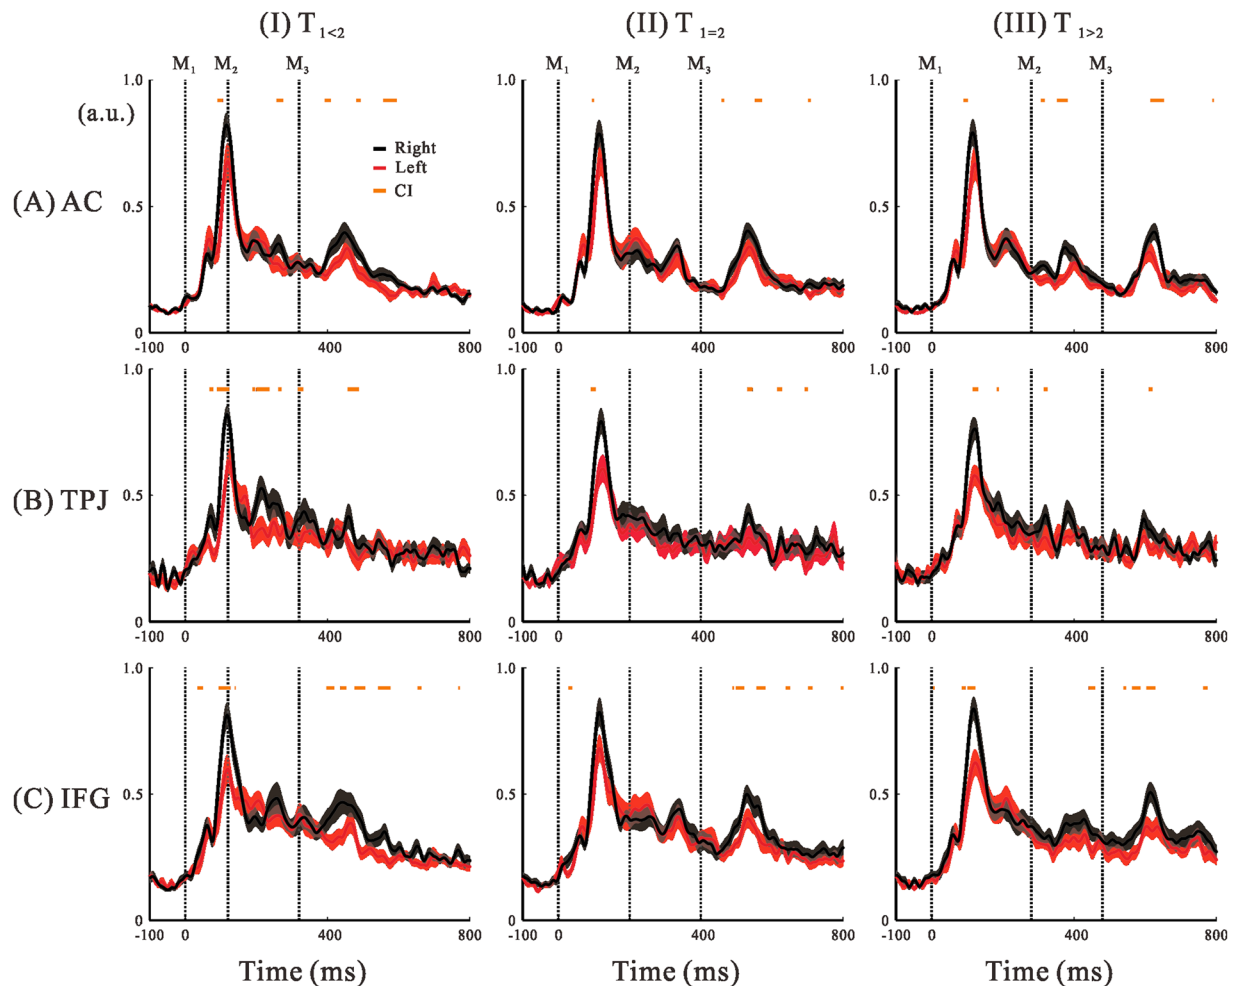 (I) T 1<2 (II) T 1=2 (III) T 1>2
M1 M2 M3 M1 M2 M3 M1 M2 M3
1.0 1.0 1.0
(a.u.)
Right
Left
CI
(A) AC
0.5 0.5 0.5
0 0 0
-100 0 400 800 -100 0 400 800 -100 0 400 800
1.0 1.0 1.0
(B) TPJ
0.5 0.5 0.5
0 0 0
-100 0 400 800 -100 0 400 800 -100 0 400 800
1.0 1.0 1.0
(C) IFG
0.5 0.5 0.5
0 0 0
-100 0 400 800 -100 0 400 800 -100 0 400 800
Time (ms) Time (ms) Time (ms)